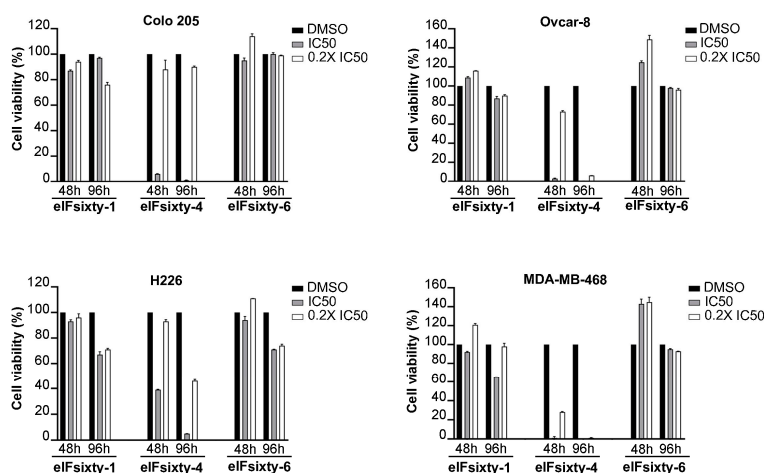 Colo 205
Cell viability (%)
120
100
80
60
40
20
0
DMSO
IC50
0.2X IC50
48h 96h 48h 96h 48h 96h
eIFsixty-1 eIFsixty-4 eIFsixty-6
Ovcar-8
Cell viability (%)
160
140
120
100
80
60
40
20
0
DMSO
IC50
0.2X IC50
48h 96h 48h 96h 48h 96h
eIFsixty-1 eIFsixty-4 eIFsixty-6
H226
Cell viability (%)
120
100
80
60
40
20
0
DMSO
IC50
0.2X IC50
48h 96h 48h 96h 48h 96h
eIFsixty-1 eIFsixty-4 eIFsixty-6
MDA-MB-468
Cell viability (%)
160
140
120
100
80
60
40
20
0
DMSO
IC50
0.2X IC50
48h 96h 48h 96h 48h 96h
eIFsixty-1 eIFsixty-4 eIFsixty-6